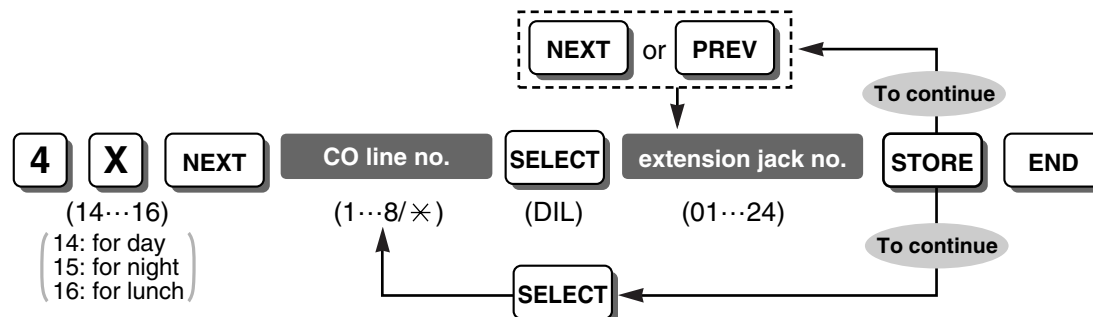 NEXT or PREV
To continue
4 X NEXT CO line no. SELECT extension jack no. STORE END
(14⋯16) (1⋯8/✳) (DIL) (01⋯24)
14: for day
15: for night
16: for lunch
To continue
SELECT